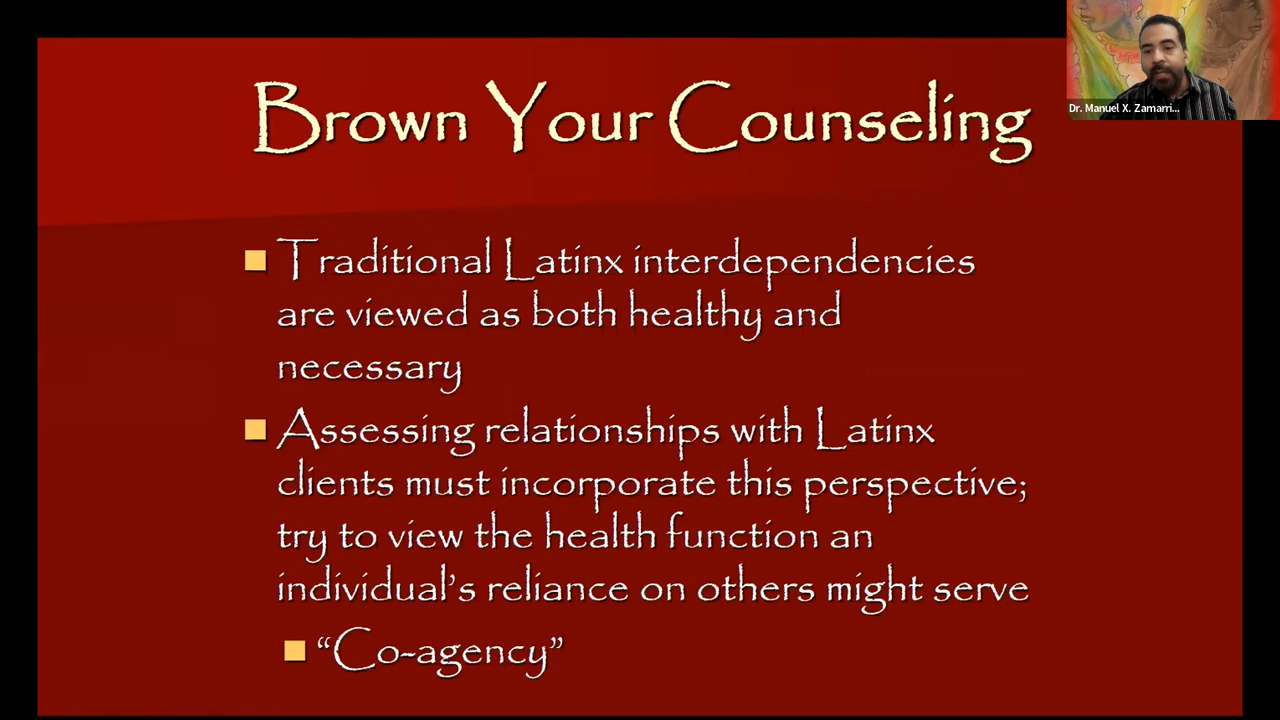 Brown Your Counseling
Dr. Manuel X. Zamarri...
Traditional Latinx interdependencies
are viewed as both healthy and
necessary
Assessing relationships with Latinx
clients must incorporate this perspective;
try to view the health function an
individual's reliance on others might serve
“Co-agency”